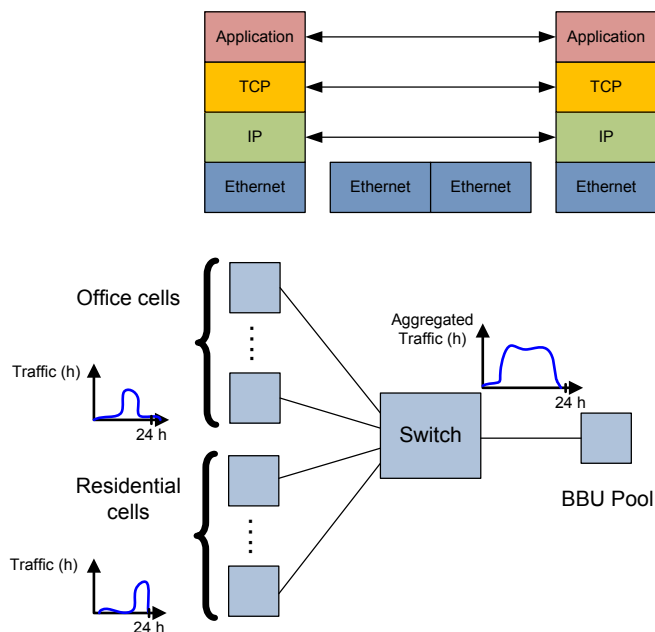 Application
Application
TCP
TCP
IP
IP
Ethernet
Ethernet
Ethernet
Ethernet
Office cells
Aggregated
Traffic (h)
Traffic (h)
24 h
24 h
Switch
Residential
cells
BBU Pool
Traffic (h)
24 h